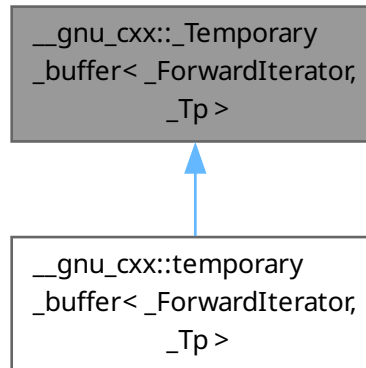 __gnu_cxx::_Temporary
_buffer< _ForwardIterator,
_Tp >
__gnu_cxx::temporary
_buffer< _ForwardIterator,
_Tp >